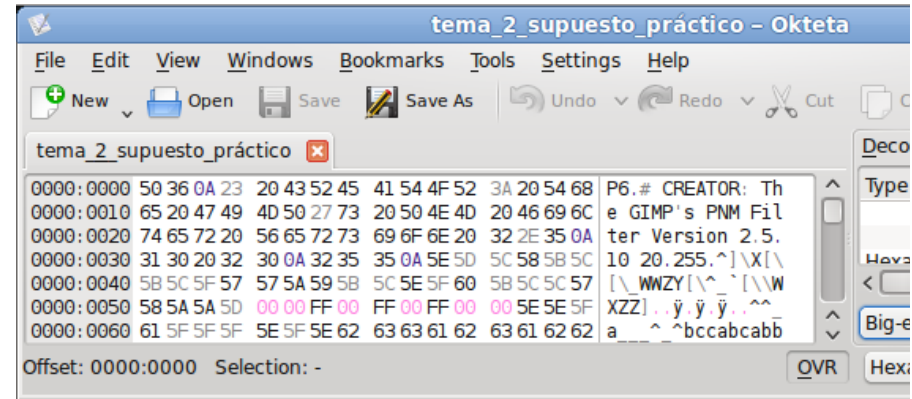 tema_2_supuesto_práctico – Okteta
File Edit View Windows Bookmarks Tools Settings Help
New Open Save Save As Undo Redo Cut
tema_2_supuesto_práctico
0000:0000 50 36 0A 23 20 43 52 45 41 54 4F 52 3A 20 54 68 P6.# CREATOR: Th
0000:0010 65 20 47 49 4D 50 27 73 20 50 4E 4D 20 46 69 6C e GIMP's PNM Fil
0000:0020 74 65 72 20 56 65 72 73 69 6F 6E 20 32 2E 35 0A ter Version 2.5.
0000:0030 31 30 20 32 30 0A 32 35 35 0A 5E 5D 5C 58 5B 5C 10 20.255.^]\X[\
0000:0040 5B 5C 5F 57 57 5A 59 5B 5C 5E 5F 60 5B 5C 5C 57 [\_WWZY[\^_`[\\W
0000:0050 58 5A 5A 5D 00 00 FF 00 FF 00 FF 00 00 5E 5E 5F XZZ]..ÿ.ÿ.ÿ..^^_
0000:0060 61 5F 5F 5F 5E 5F 5E 62 63 63 61 62 63 61 62 62 a___^_^bccabcabb
Type
Offset: 0000:0000 Selection: -
OVR